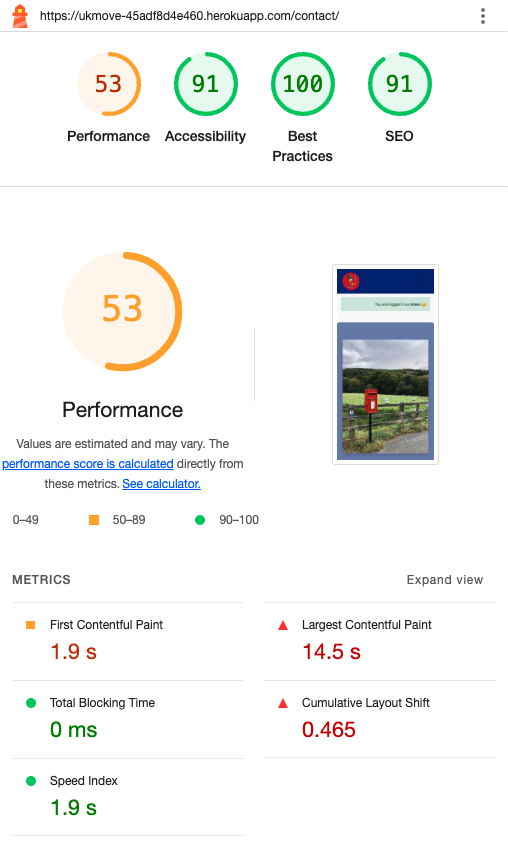 https://ukmove-45adf8d4e460.herokuapp.com/contact/
53
91
100
91
Performance
Accessibility
Best
Practices
SEO
53
Performance
Values are estimated and may vary. The
performance score is calculated directly from
these metrics. See calculator.
0–49
50–89
90–100
You are logged in as
METRICS
Expand view
First Contentful Paint
1.9 s
Largest Contentful Paint
14.5 s
Total Blocking Time
0 ms
Cumulative Layout Shift
0.465
Speed Index
1.9 s